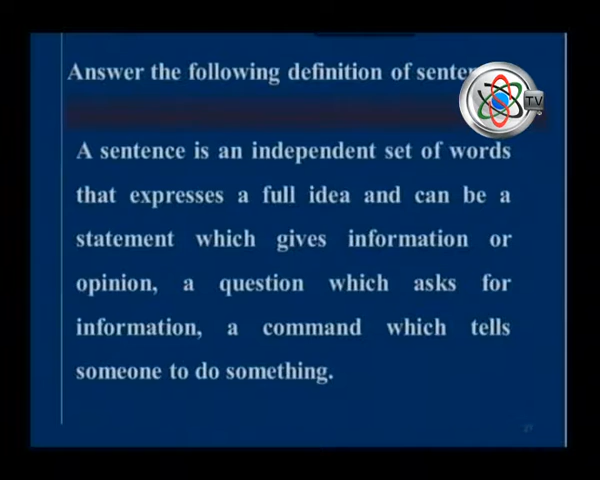 Answer the following definition of
A sentence is an independent set of words
that expresses a full idea and can be a
statement which gives information or
opinion, a question which asks for
information, a command which tells
someone to do something.
TV
27